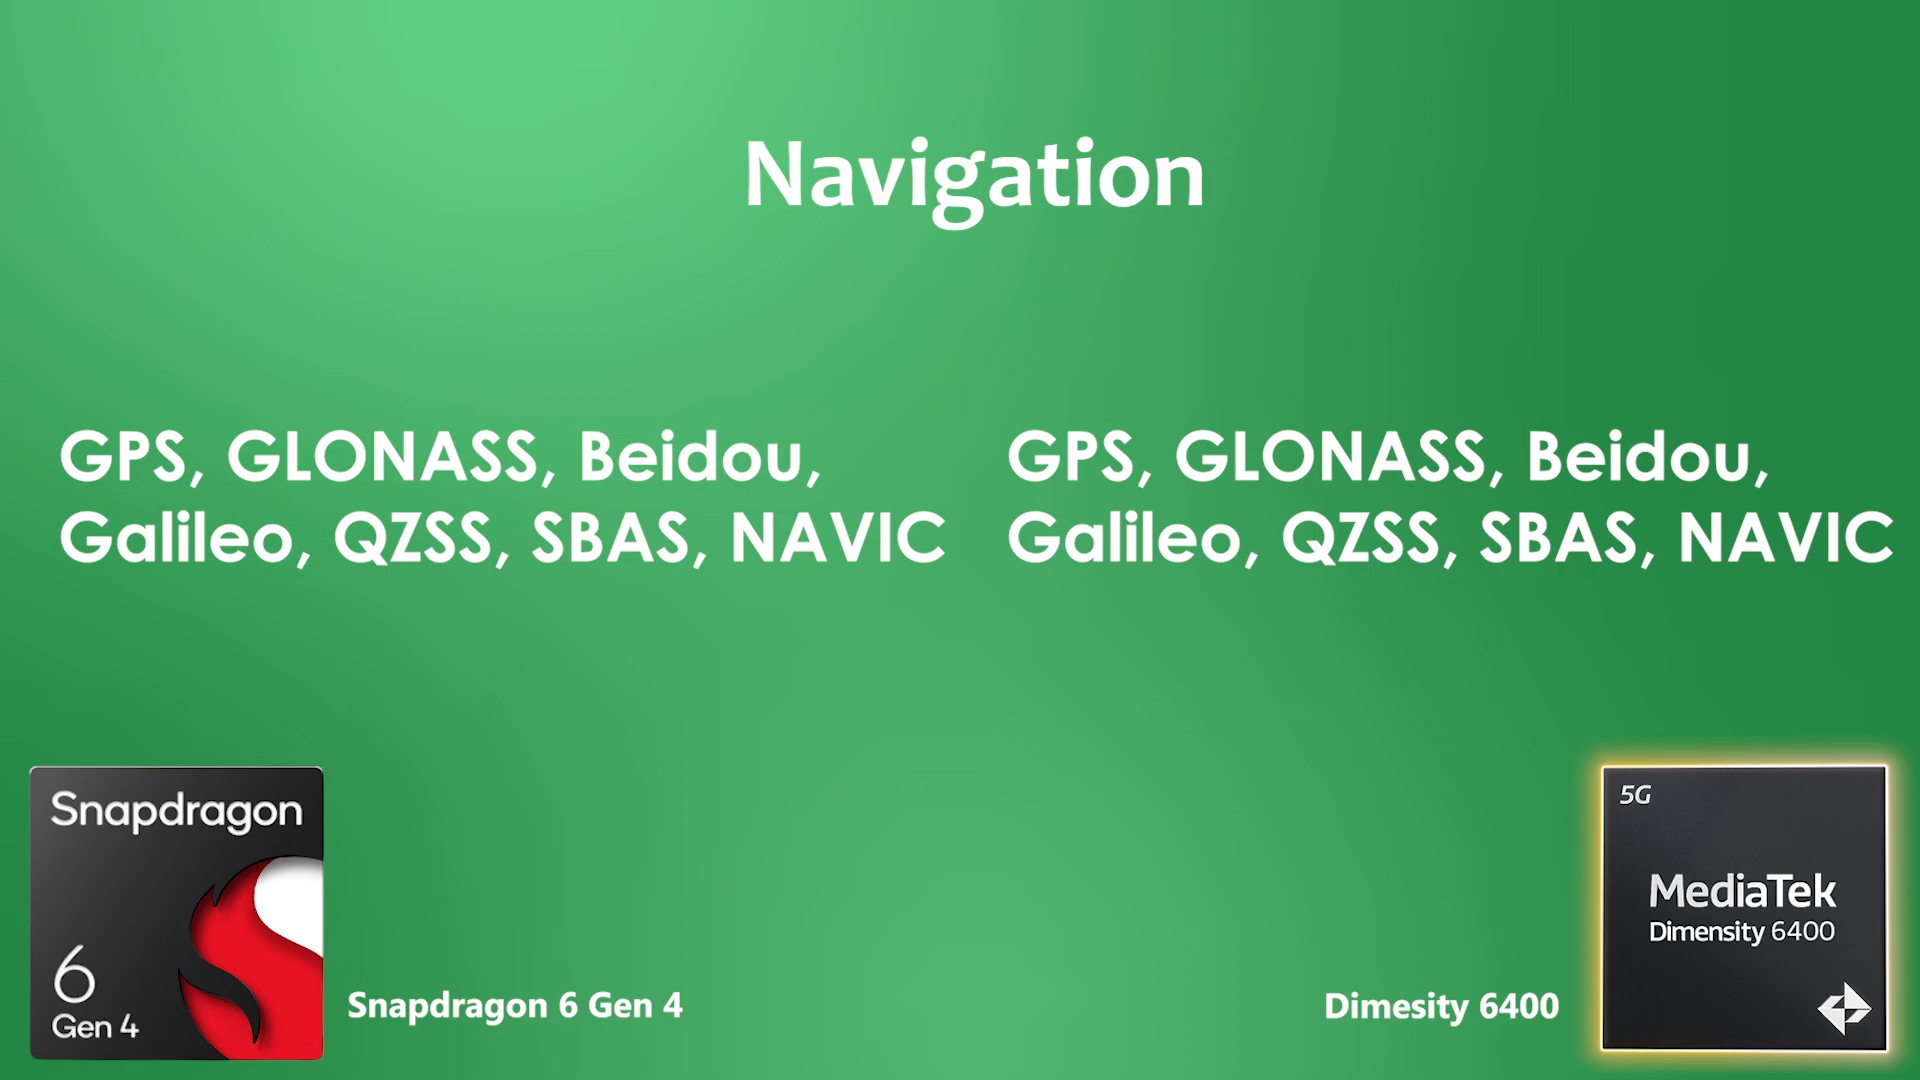 Navigation
GPS, GLONASS, Beidou,
Galileo, QZSS, SBAS, NAVIC
GPS, GLONASS, Beidou,
Galileo, QZSS, SBAS, NAVIC
Snapdragon
6
Gen 4
Snapdragon 6 Gen 4
Dimesity 6400
5G
MediaTek
Dimensity 6400